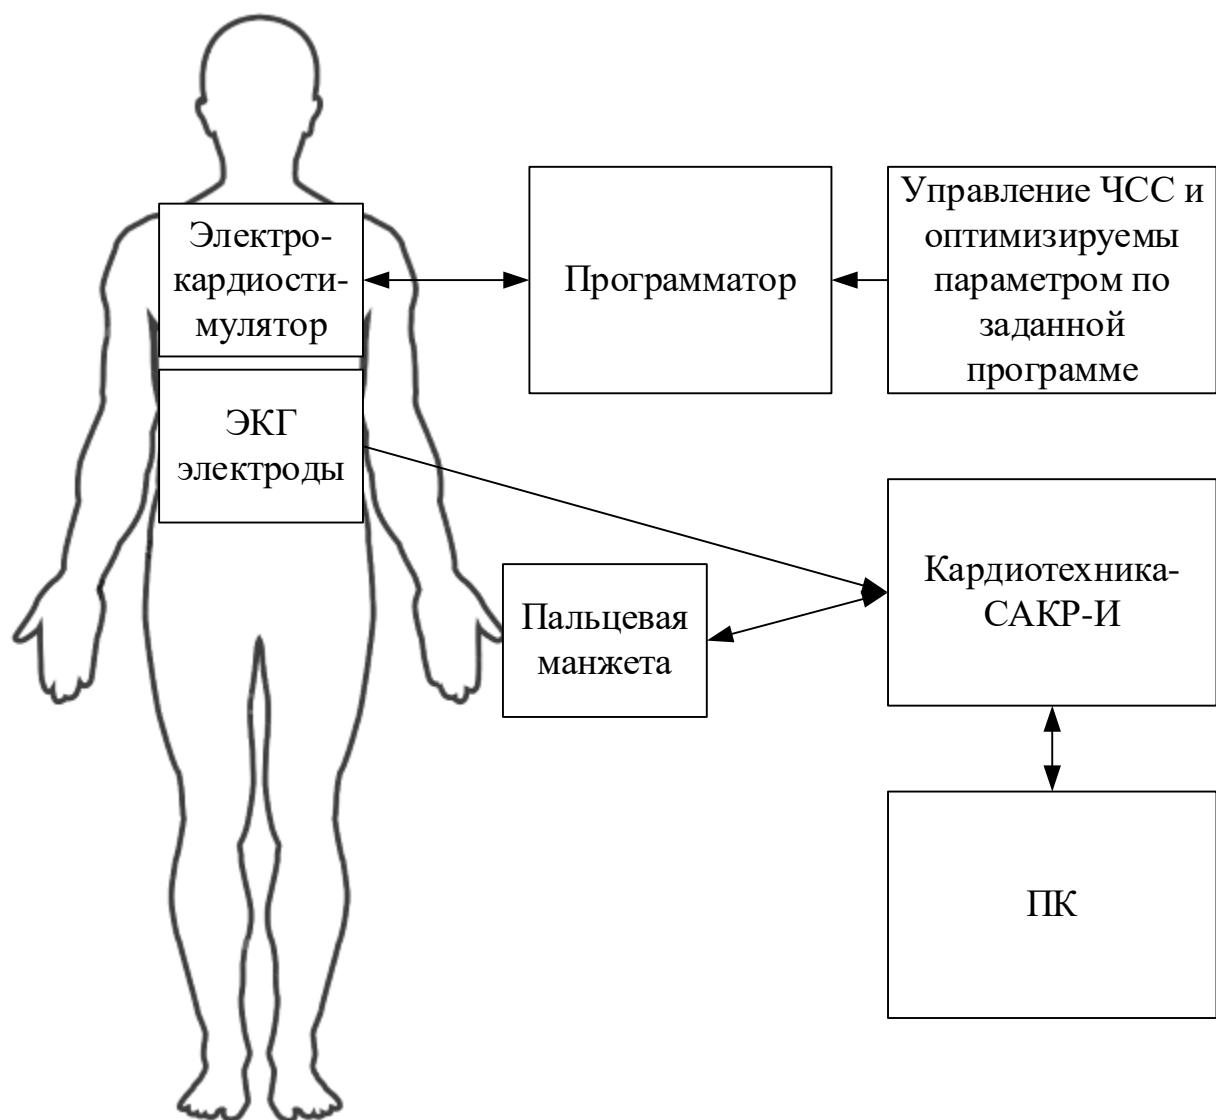 Электро-
кардиости-
мулятор
Программатор
Управление ЧСС и
оптимизируемы
параметром по
заданной
программе
ЭКГ
электроды
Пальцевая
манжета
Кардиотехника-
САКР-И
ПК